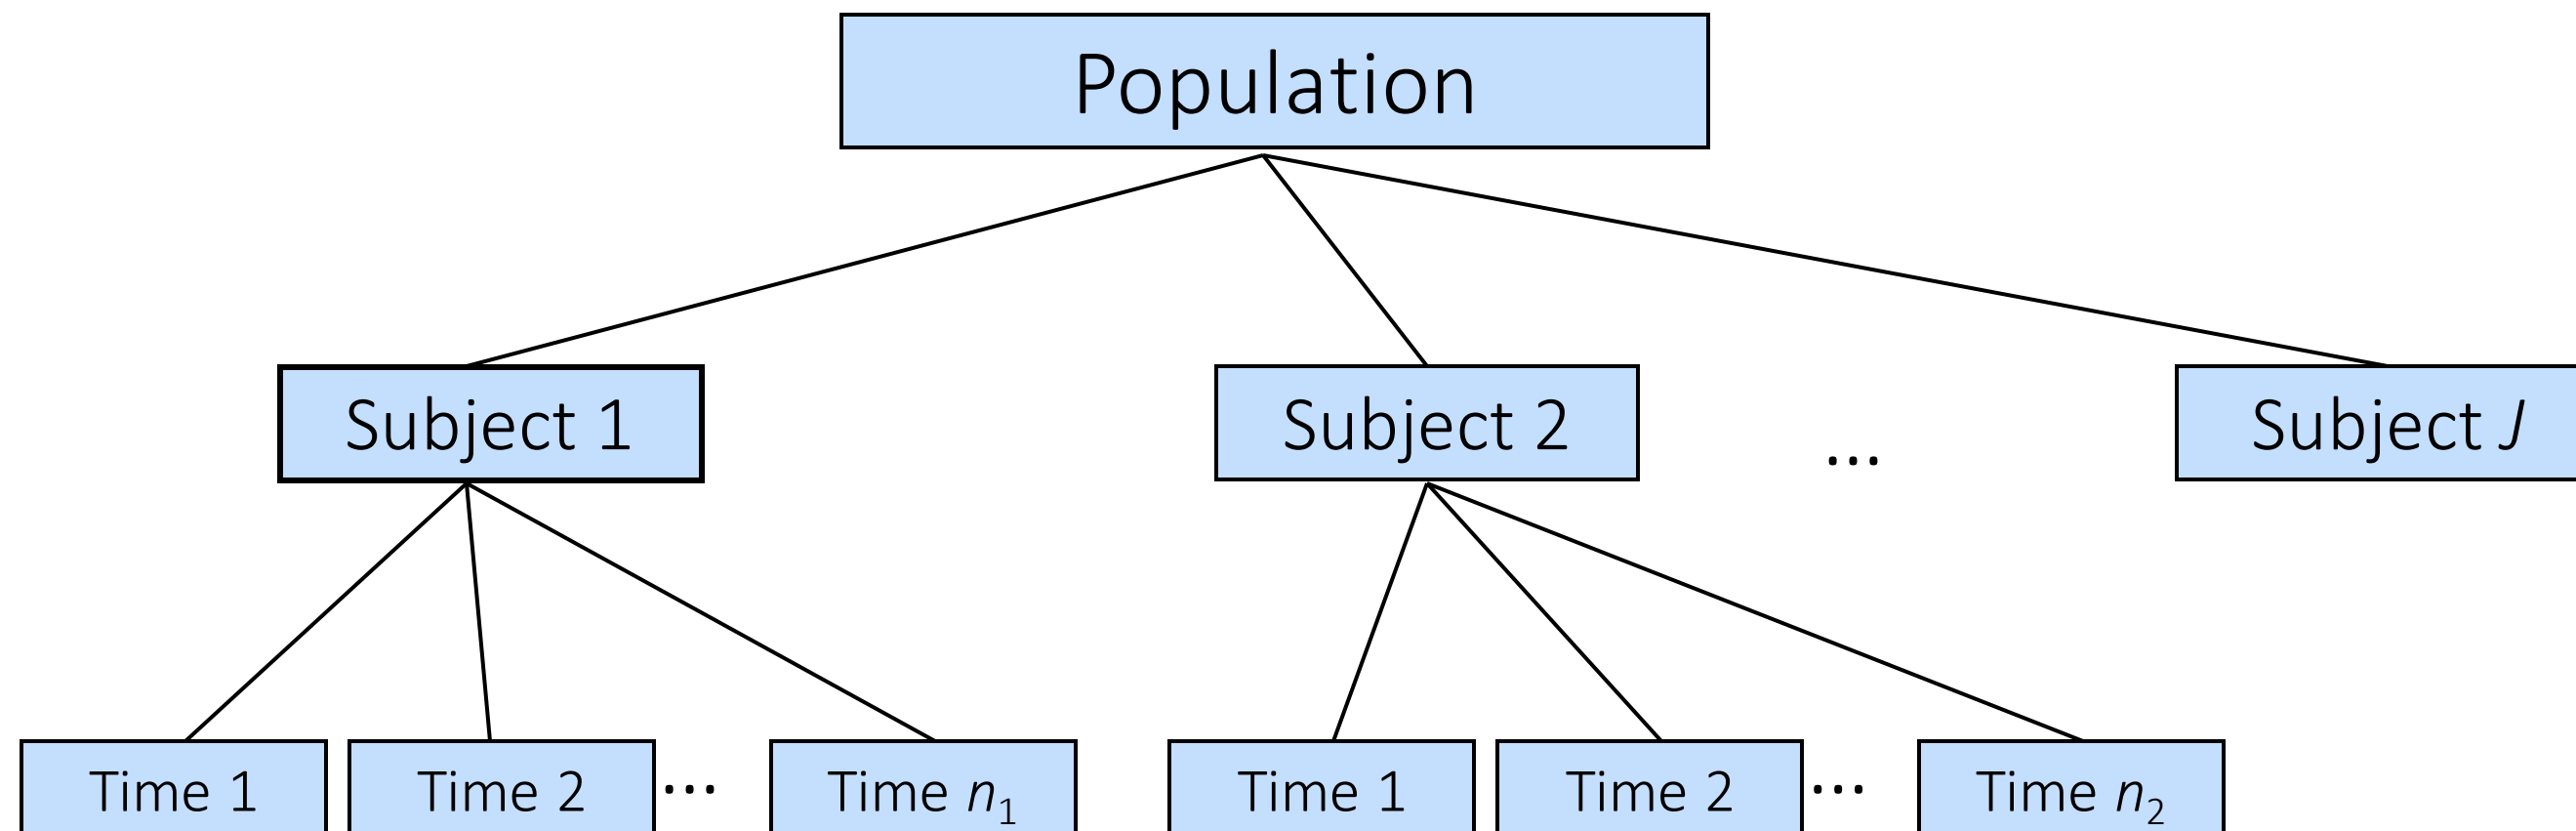 Population
Subject 1
Subject 2
...
Subject J
Time 1
Time 2
...
Time n₁
Time 1
Time 2
...
Time n₂